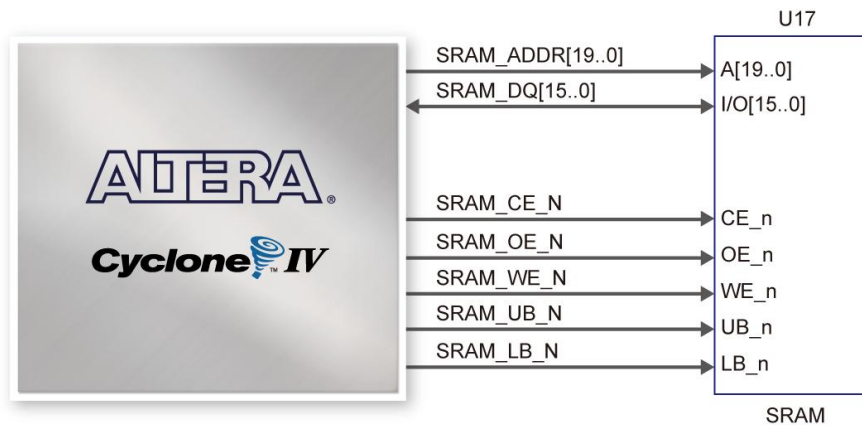 U17
SRAM_ADDR[19..0]
A[19..0]
SRAM_DQ[15..0]
I/O[15..0]
ALTERA®
Cyclone™ IV
SRAM_CE_N
CE_n
SRAM_OE_N
OE_n
SRAM_WE_N
WE_n
SRAM_UB_N
UB_n
SRAM_LB_N
LB_n
SRAM